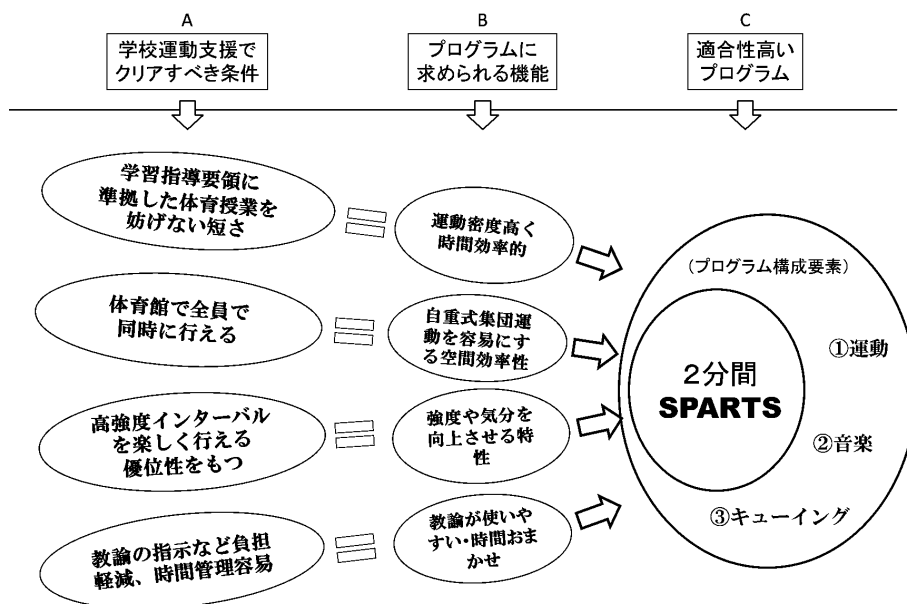 A
B
C
学校運動支援で
クリアすべき条件
プログラムに
求められる機能
適合性高い
プログラム
学習指導要領に
準拠した体育授業を
妨げない短さ
運動密度高く
時間効率的
体育館で全員で
同時に行える
自重式集団運
動を容易にす
る空間効率性
高強度インターバル
を楽しく行える
優位性をもつ
強度や気分を
向上させる特
性
教諭の指示など負担
軽減、時間管理容易
教諭が使いや
すい・時間おま
かせ
(プログラム構成要素)
2分間
SPARTS
①運動
②音楽
③キューイング